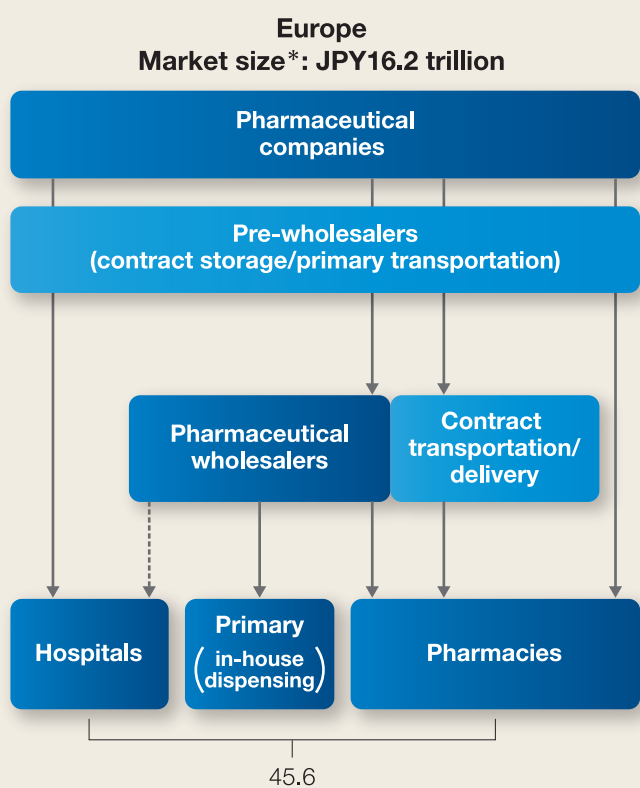 Europe
Market size*: JPY16.2 trillion
Pharmaceutical
companies
Pre-wholesalers
(contract storage/primary transportation)
Pharmaceutical
wholesalers
Contract
transportation/
delivery
Hospitals
Primary
(in-house
dispensing)
Pharmacies
45.6